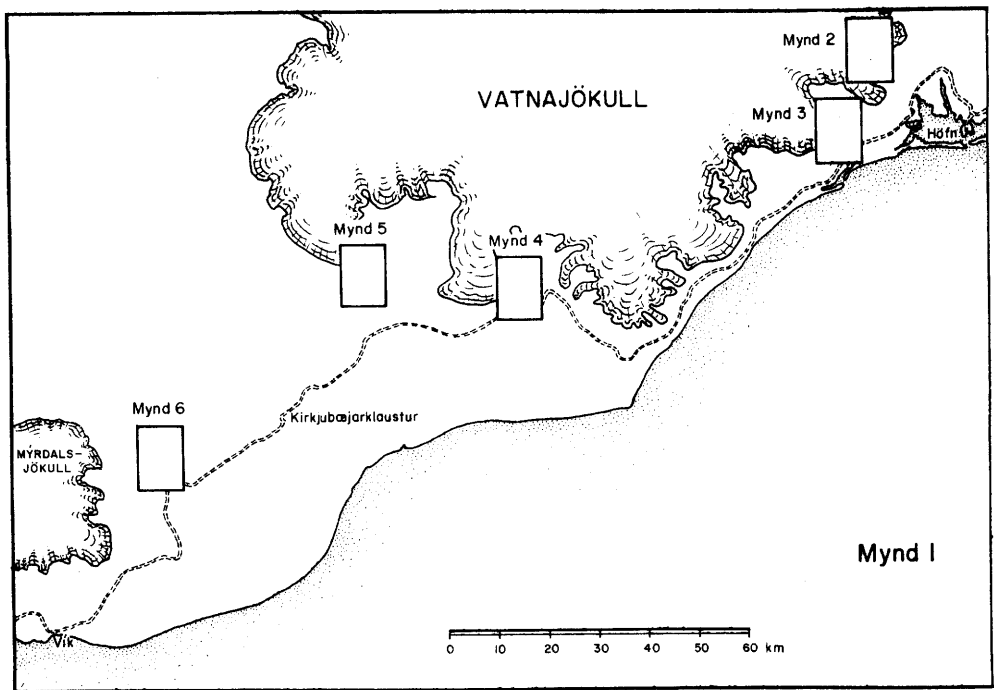 Mynd 2
VATNAJÖKULL
Mynd 3
Höfn
Mynd 5
Mynd 4
Mynd 6
Kirkjubæjarklaustur
MÝRDALS-
JÖKULL
Mynd 1
Vík
0 10 20 30 40 50 60 km